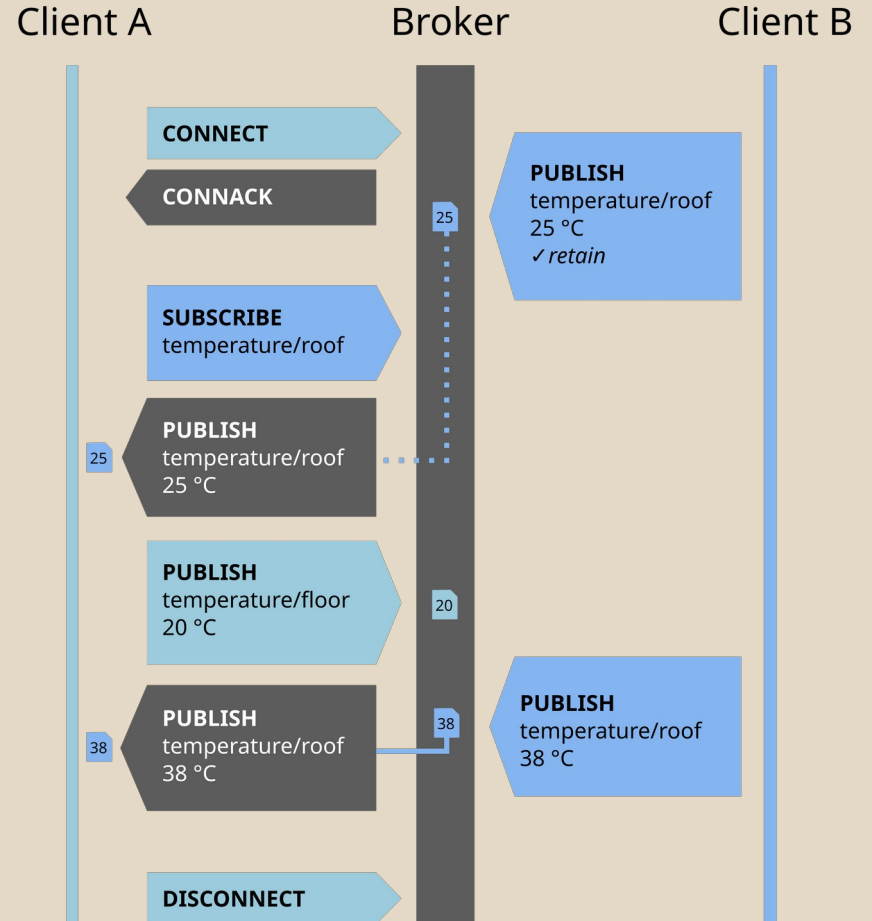 Client A
Broker
Client B
CONNECT
PUBLISH
temperature/roof
25 °C
✓retain
CONNACK
25
SUBSCRIBE
temperature/roof
PUBLISH
temperature/roof
25 °C
25
PUBLISH
temperature/floor
20 °C
20
PUBLISH
temperature/roof
38 °C
38
PUBLISH
temperature/roof
38 °C
38
DISCONNECT